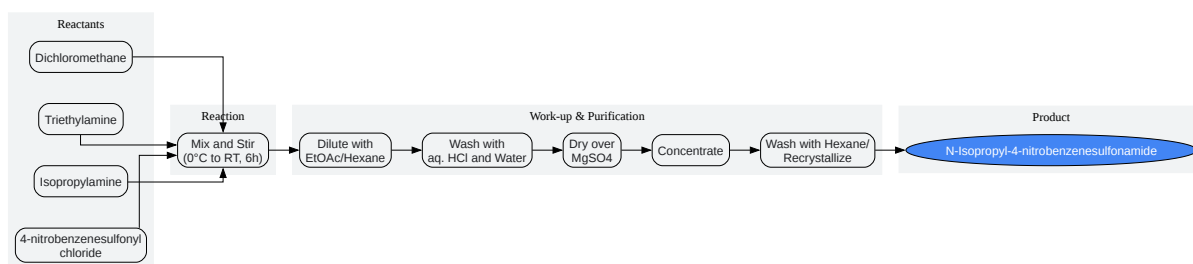 Reactants
Dichloromethane
Triethylamine
Isopropylamine
4-nitrobenzenesulfonyl
chloride
Reaction
Mix and Stir
(0°C to RT, 6h)
Work-up & Purification
Dilute with
EtOAc/Hexane
Wash with
aq. HCl and Water
Dry over
MgSO4
Concentrate
Wash with Hexane/
Recrystallize
Product
N-Isopropyl-4-nitrobenzenesulfonamide